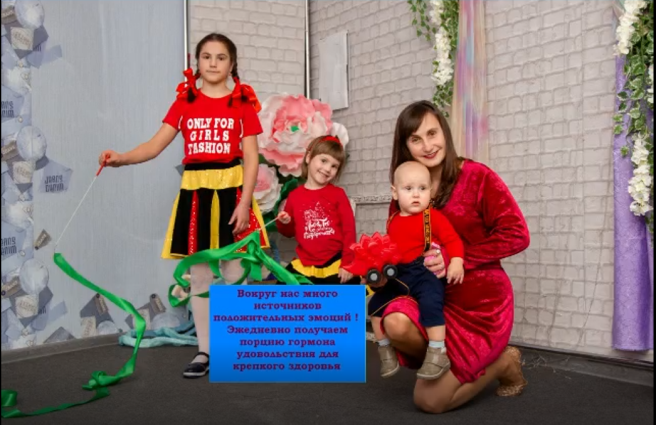 ONLY FOR
GIRLS
FASHION
Вокруг нас много
источников
положительных эмоций !
Ежедневно получаем
порцию гормона
удовольствия для
крепкого здоровья